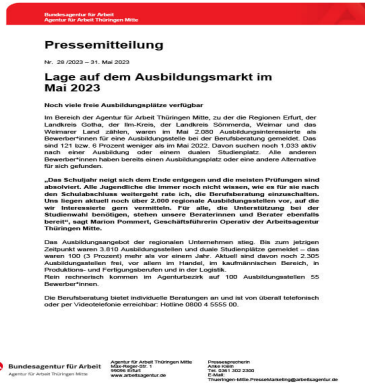 Bundesagentur für Arbeit
Agentur für Arbeit Thüringen Mitte
Pressemitteilung
Nr. 28 /2023 – 31. Mai 2023
Lage auf dem Ausbildungsmarkt im
Mai 2023
Noch viele freie Ausbildungsplätze verfügbar
Im Bereich der Agentur für Arbeit Thüringen Mitte, zu der die Regionen Erfurt, der
Landkreis Gotha, der Ilm-Kreis, der Landkreis Sömmerda, Weimar und das
Weimarer Land zählen, waren im Mai 2.080 Ausbildungsinteressierte als
Bewerber*innen für eine Ausbildungsstelle bei der Berufsberatung gemeldet. Das
sind 121 bzw. 6 Prozent weniger als im Mai 2022. Davon suchen noch 1.033 aktiv
nach einer Ausbildung oder einem dualen Studienplatz. Alle anderen
Bewerber*innen haben bereits einen Ausbildungsplatz oder eine andere Alternative
für sich gefunden.
„Das Schuljahr neigt sich dem Ende entgegen und die meisten Prüfungen sind
absolviert. Alle Jugendliche die immer noch nicht wissen, wie es für sie nach
dem Schulabschluss weitergeht rate ich, die Berufsberatung einzuschalten.
Uns liegen aktuell noch über 2.000 regionale Ausbildungsstellen vor, auf die
wir Interessierte gern vermitteln. Für alle, die Unterstützung bei der
Studienwahl benötigen, stehen unsere Beraterinnen und Berater ebenfalls
bereit“, sagt Marion Pommert, Geschäftsführerin Operativ der Arbeitsagentur
Thüringen Mitte.
Das Ausbildungsangebot der regionalen Unternehmen stieg. Bis zum jetzigen
Zeitpunkt waren 3.810 Ausbildungsstellen und duale Studienplätze gemeldet – das
waren 100 (3 Prozent) mehr als vor einem Jahr. Aktuell sind davon noch 2.305
Ausbildungsstellen frei, vor allem im Handel, im kaufmännischen Bereich, in
Produktions- und Fertigungsberufen und in der Logistik.
Rein rechnerisch kommen im Agenturbezirk auf 100 Ausbildungsstellen 55
Bewerber*innen.
Die Berufsberatung bietet individuelle Beratungen an und ist von überall telefonisch
oder per Videotelefonie erreichbar: Hotline 0800 4 5555 00.
Bundesagentur für Arbeit
Agentur für Arbeit Thüringen Mitte
Agentur für Arbeit Thüringen Mitte
Max-Reger-Str. 1
99096 Erfurt
www.arbeitsagentur.de
Pressesprecherin
Anke Klein
Tel. 0361 302 2300
E-Mail:
Thueringen-Mitte.PresseMarketing@arbeitsagentur.de